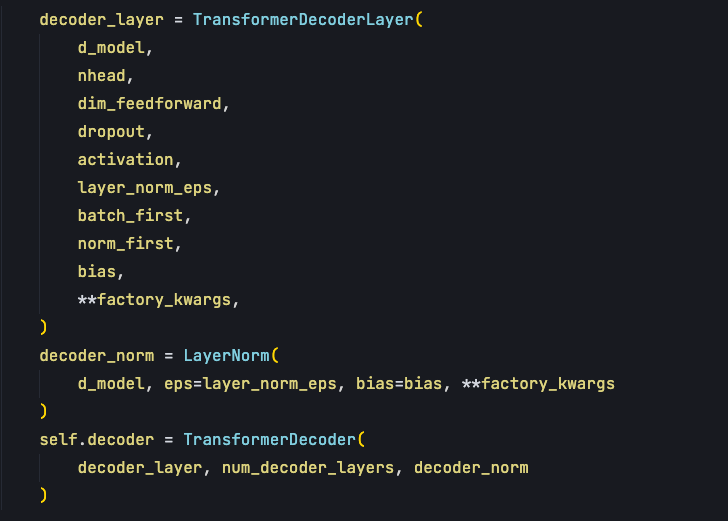 decoder_layer = TransformerDecoderLayer(
    d_model,
    nhead,
    dim_feedforward,
    dropout,
    activation,
    layer_norm_eps,
    batch_first,
    norm_first,
    bias,
    **factory_kwargs,
)
decoder_norm = LayerNorm(
    d_model, eps=layer_norm_eps, bias=bias, **factory_kwargs
)
self.decoder = TransformerDecoder(
    decoder_layer, num_decoder_layers, decoder_norm
)